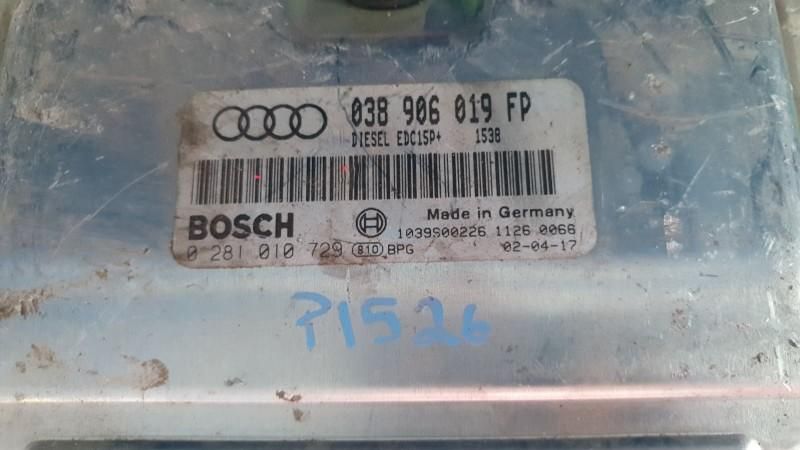 038 906 019 FP
DIESEL EDC15P+ 1538
BOSCH Made in Germany
1039S00226 1126 0066
0 281 010 729 810 BPG 02-04-17
P1526